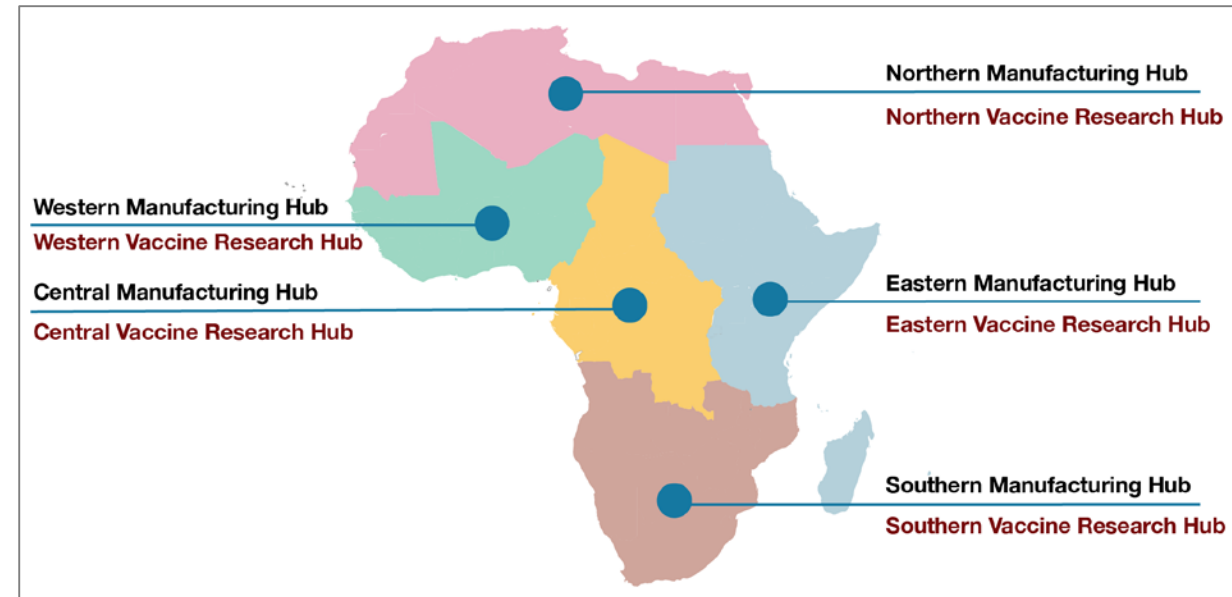 Northern Manufacturing Hub
Northern Vaccine Research Hub
Western Manufacturing Hub
Western Vaccine Research Hub
Central Manufacturing Hub
Central Vaccine Research Hub
Eastern Manufacturing Hub
Eastern Vaccine Research Hub
Southern Manufacturing Hub
Southern Vaccine Research Hub